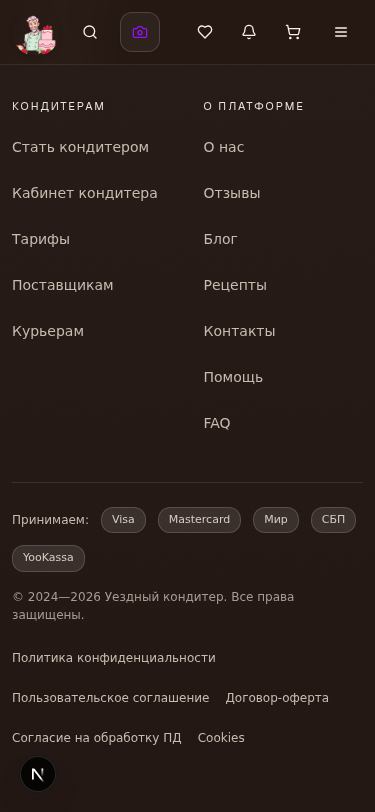 КОНДИТЕРАМ
Стать кондитером
Кабинет кондитера
Тарифы
Поставщикам
Курьерам
О ПЛАТФОРМЕ
О нас
Отзывы
Блог
Рецепты
Контакты
Помощь
FAQ
Принимаем: Visa Mastercard Мир СБП
YooKassa
© 2024—2026 Уездный кондитер. Все права
защищены.
Политика конфиденциальности
Пользовательское соглашение Договор-оферта
Согласие на обработку ПД Cookies
N